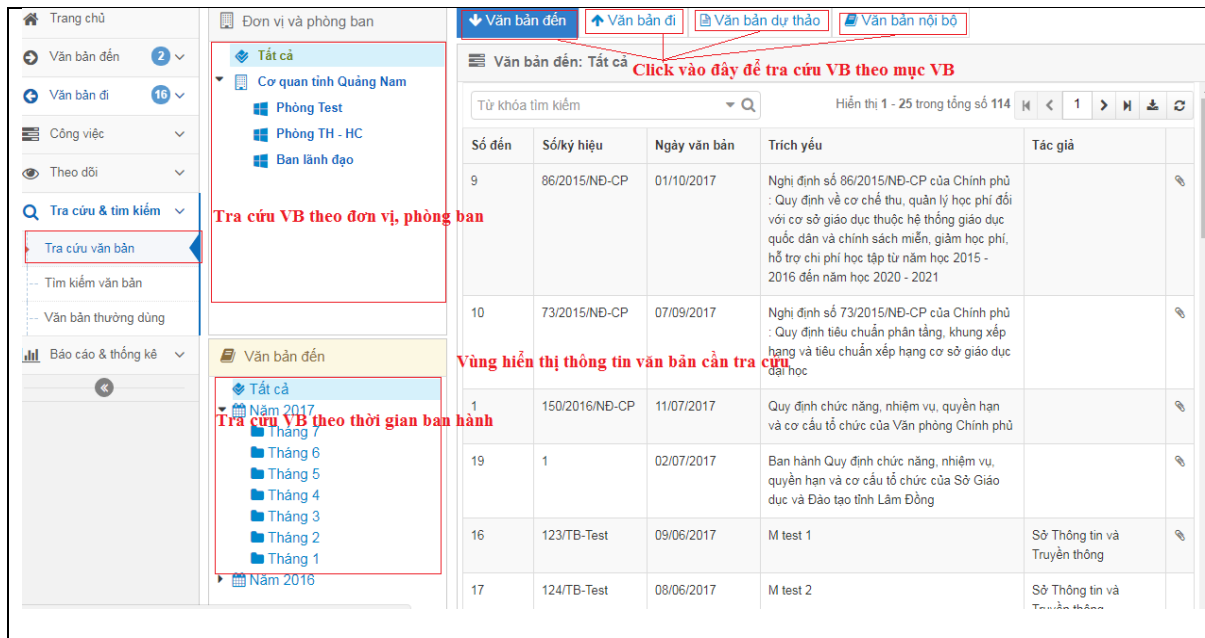 Trang chủ
Văn bản đến 2
Văn bản đi 16
Công việc
Theo dõi
Tra cứu & tìm kiếm
Tra cứu văn bản
Tìm kiếm văn bản
Văn bản thường dùng
Báo cáo & thống kê
Đơn vị và phòng ban
Tất cả
Cơ quan tỉnh Quảng Nam
Phòng Test
Phòng TH - HC
Ban lãnh đạo
Tra cứu VB theo đơn vị, phòng ban
Văn bản đến
Tất cả
Năm 2017
Tra cứu VB theo thời gian ban hành
Tháng 7
Tháng 6
Tháng 5
Tháng 4
Tháng 3
Tháng 2
Tháng 1
Năm 2016
Văn bản đến Văn bản đi Văn bản dự thảo Văn bản nội bộ
Văn bản đến: Tất cả
Click vào đây để tra cứu VB theo mục VB
Từ khóa tìm kiếm
Hiển thị 1 - 25 trong tổng số 114 1
Số đến Số/ký hiệu Ngày văn bản Trích yếu Tác giả
9 86/2015/NĐ-CP 01/10/2017 Nghị định số 86/2015/NĐ-CP của Chính phủ
: Quy định về cơ chế thu, quản lý học phí đối
với cơ sở giáo dục thuộc hệ thống giáo dục
quốc dân và chính sách miễn, giảm học phí,
hỗ trợ chi phí học tập từ năm học 2015 -
2016 đến năm học 2020 - 2021
10 73/2015/NĐ-CP 07/09/2017 Nghị định số 73/2015/NĐ-CP của Chính phủ
: Quy định tiêu chuẩn phân tầng, khung xếp
hạng và tiêu chuẩn xếp hạng cơ sở giáo dục
đại học
Vùng hiển thị thông tin văn bản cần tra cứu
1 150/2016/NĐ-CP 11/07/2017 Quy định chức năng, nhiệm vụ, quyền hạn
và cơ cấu tổ chức của Văn phòng Chính phủ
19 1 02/07/2017 Ban hành Quy định chức năng, nhiệm vụ,
quyền hạn và cơ cấu tổ chức của Sở Giáo
dục và Đào tạo tỉnh Lâm Đồng
16 123/TB-Test 09/06/2017 M test 1 Sở Thông tin và
Truyền thông
17 124/TB-Test 08/06/2017 M test 2 Sở Thông tin và
Truyền thông